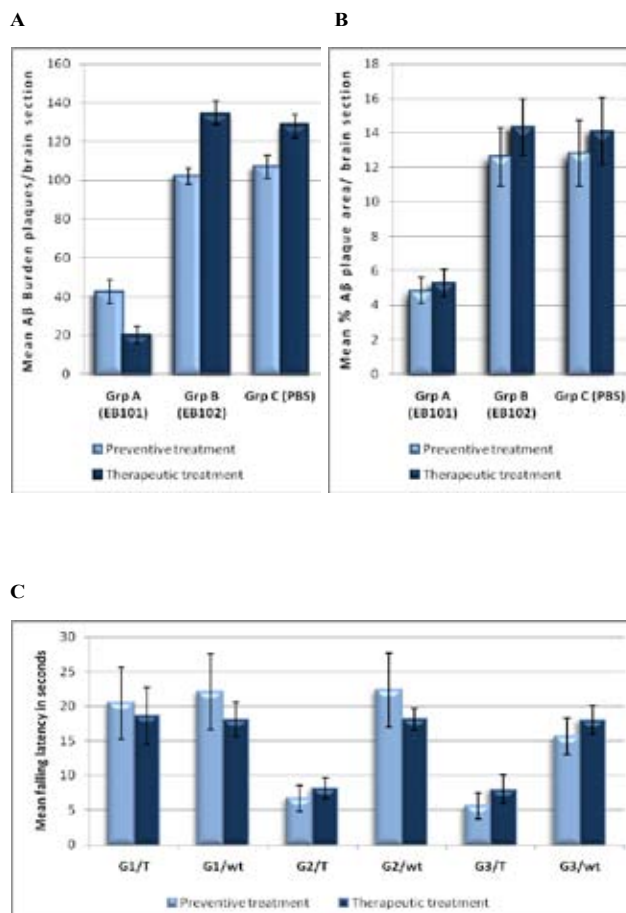 A
Mean Aβ Burden plaques/brain section
160
140
120
100
80
60
40
20
0
Grp A (EB101)
Grp B (EB102)
Grp C (PBS)
Preventive treatment
Therapeutic treatment
B
Mean % Aβ plaque area/ brain section
18
16
14
12
10
8
6
4
2
0
Grp A (EB101)
Grp B (EB102)
Grp C (PBS)
Preventive treatment
Therapeutic treatment
C
Mean falling latency in seconds
30
25
20
15
10
5
0
G1/T
G1/wt
G2/T
G2/wt
G3/T
G3/wt
Preventive treatment
Therapeutic treatment